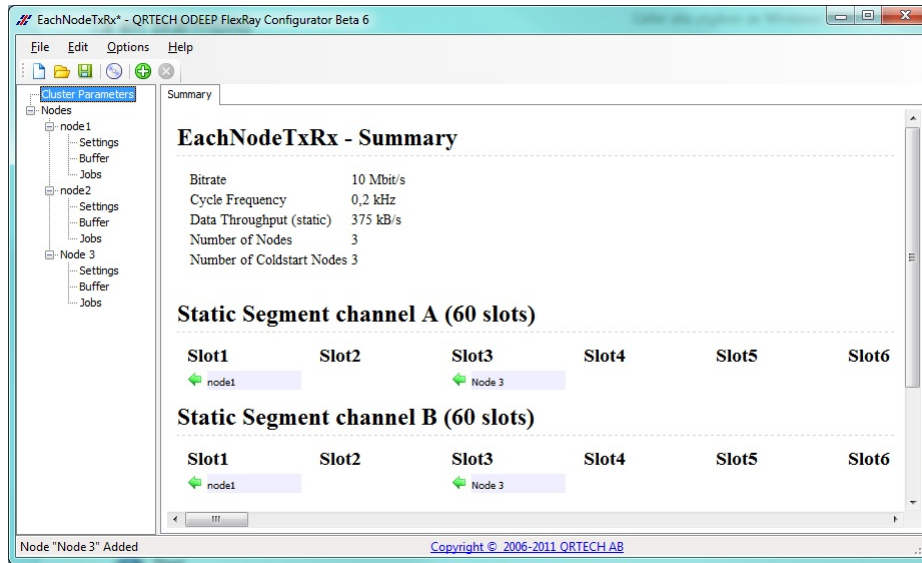 EachNodeTxRx* - QRTECH ODEEP FlexRay Configurator Beta 6
File Edit Options Help
Cluster Parameters
Nodes
node1
Settings
Buffer
Jobs
node2
Settings
Buffer
Jobs
Node 3
Settings
Buffer
Jobs
Summary
EachNodeTxRx - Summary
Bitrate 10 Mbit/s
Cycle Frequency 0,2 kHz
Data Throughput (static) 375 kB/s
Number of Nodes 3
Number of Coldstart Nodes 3
Static Segment channel A (60 slots)
Slot1 Slot2 Slot3 Slot4 Slot5 Slot6
node1 Node 3
Static Segment channel B (60 slots)
Slot1 Slot2 Slot3 Slot4 Slot5 Slot6
node1 Node 3
Node "Node 3" Added
Copyright © 2006-2011 QRTECH AB